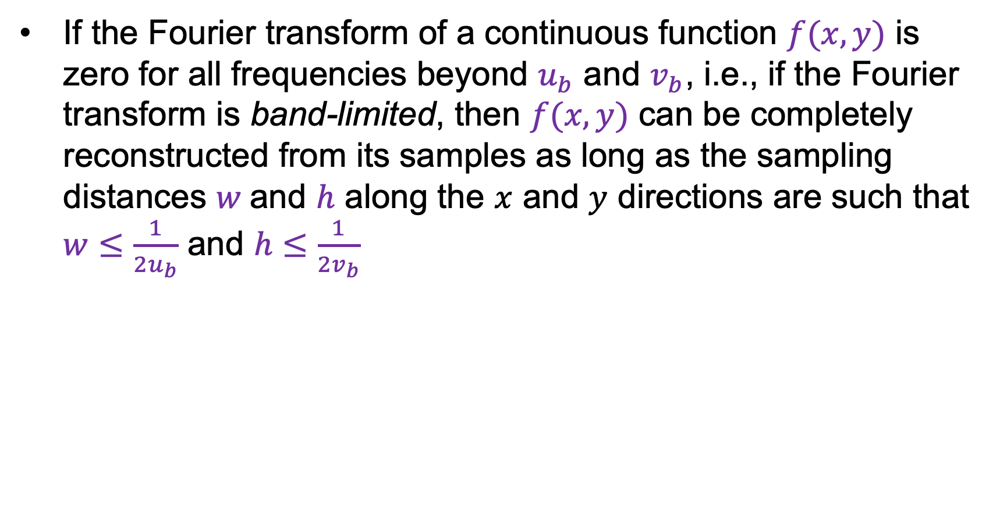 • If the Fourier transform of a continuous function f(x, y) is
zero for all frequencies beyond u_b and v_b, i.e., if the Fourier
transform is band-limited, then f(x, y) can be completely
reconstructed from its samples as long as the sampling
distances w and h along the x and y directions are such that
w ≤ 1/(2u_b) and h ≤ 1/(2v_b)